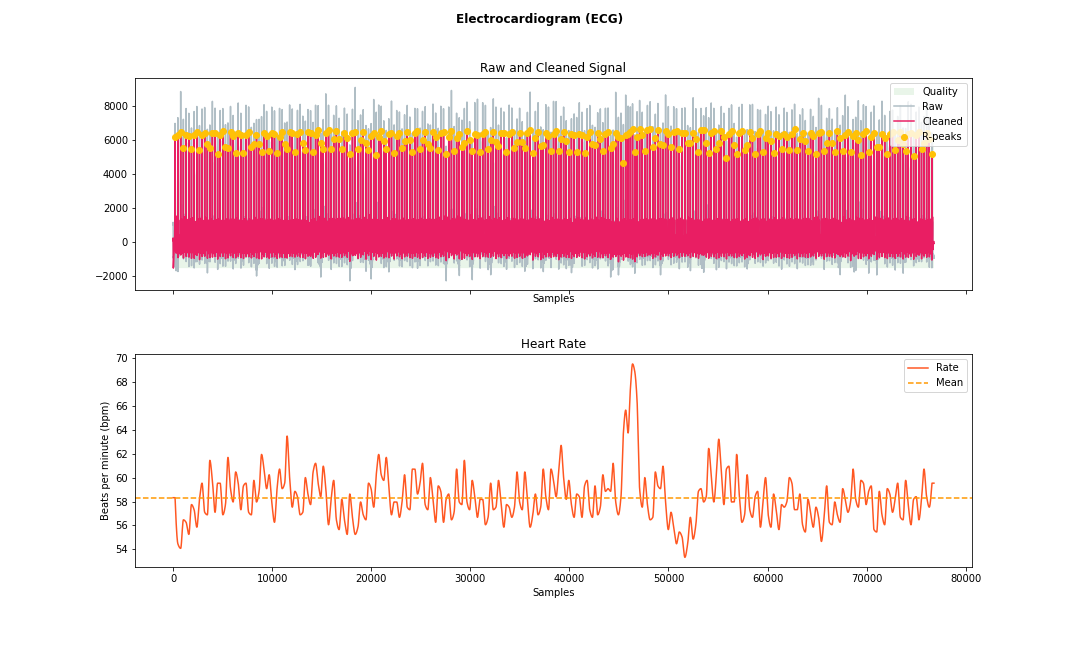 Electrocardiogram (ECG)
Raw and Cleaned Signal
Quality
Raw
Cleaned
R-peaks
8000
6000
4000
2000
0
−2000
Samples
Heart Rate
Rate
Mean
70
68
66
64
62
60
58
56
54
Beats per minute (bpm)
0 10000 20000 30000 40000 50000 60000 70000 80000
Samples